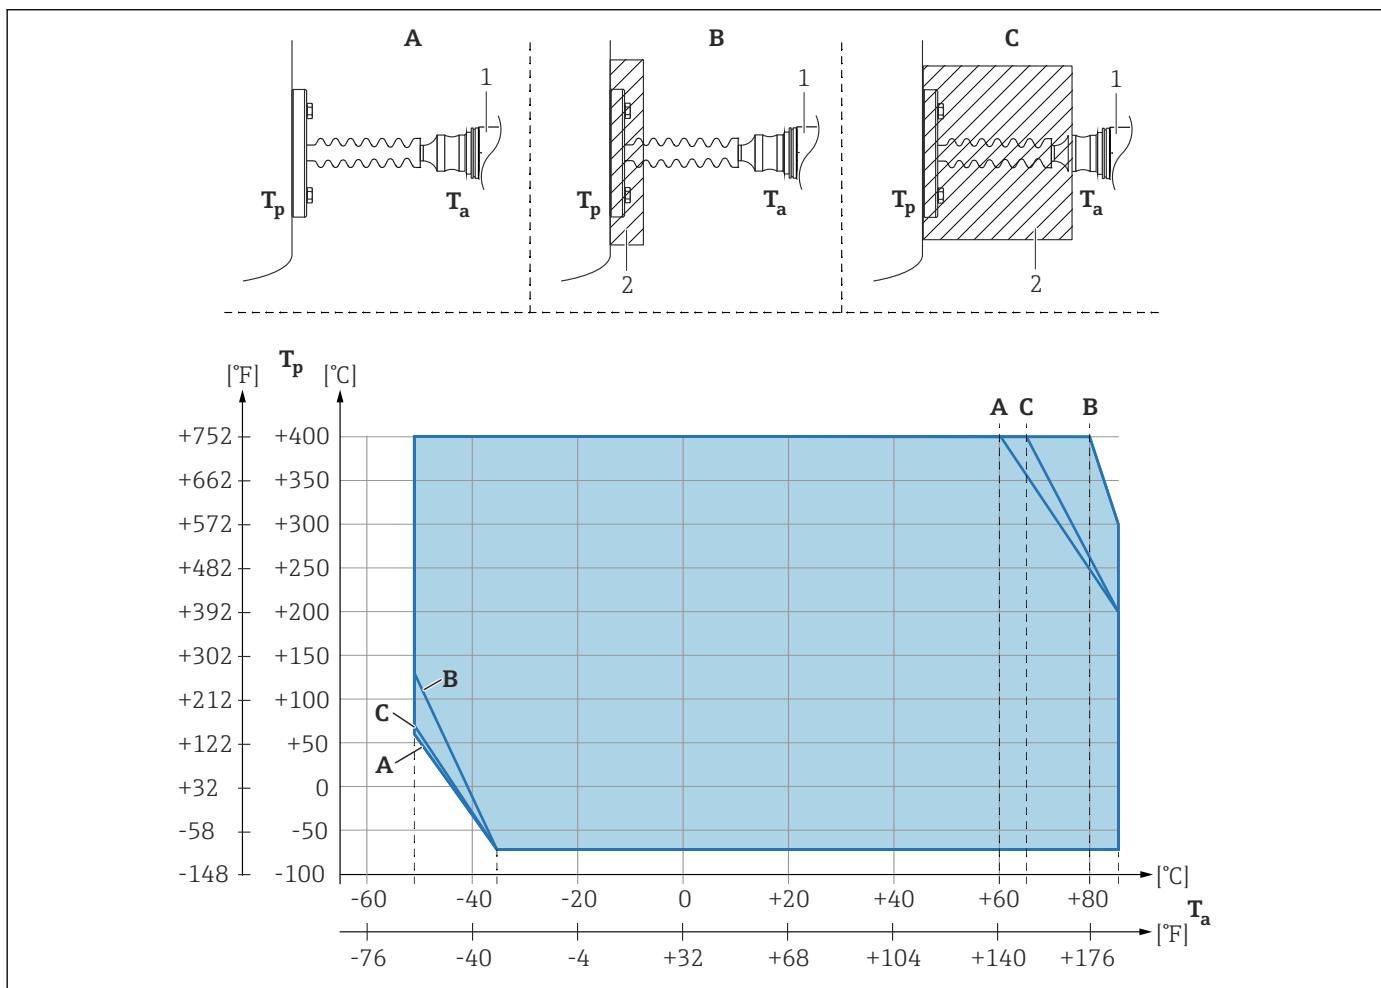 A
B
C
1
1
1
Tp
Ta
Tp
Ta
Tp
Ta
2
2
Tp
[°F]
[°C]
A C B
+752 +400
+662 +350
+572 +300
+482 +250
+392 +200
+302 +150
+212 +100
+122 +50
+32 0
-58 -50
-148 -100
B
C
A
[°C]
-60 -40 -20 0 +20 +40 +60 +80
Ta
[°F]
-76 -40 -4 +32 +68 +104 +140 +176